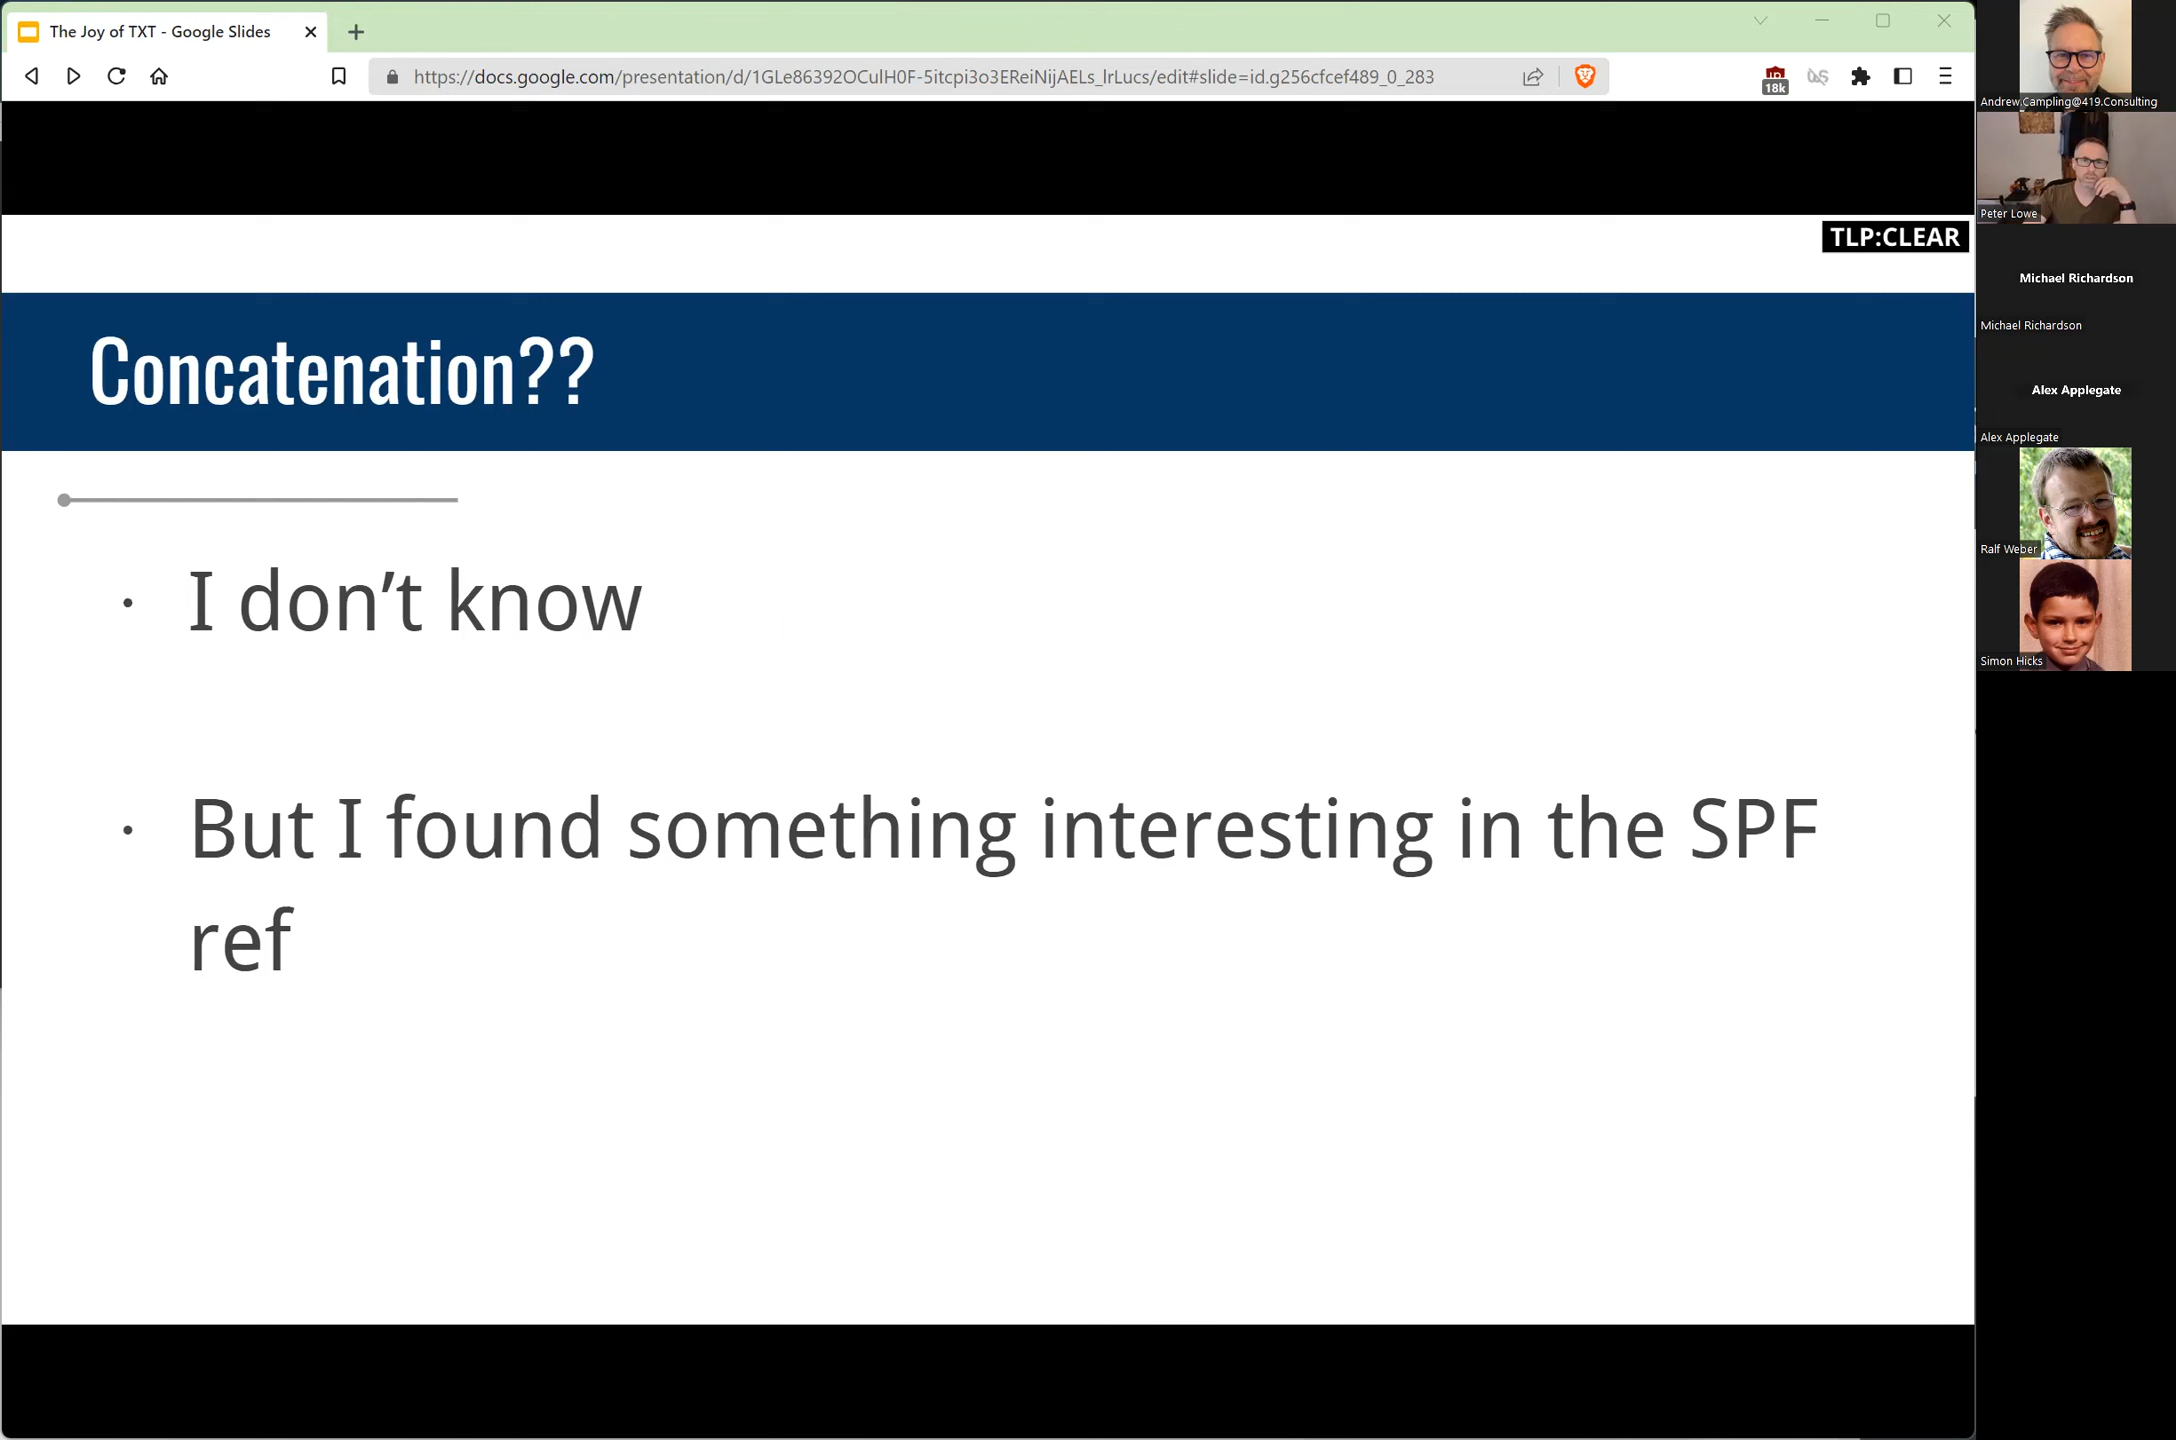 The Joy of TXT - Google Slides
https://docs.google.com/presentation/d/1GLe86392OCulH0F-5itcpi3o3EReiNijAELs_lrLucs/edit#slide=id.g256cfcef489_0_283
18k
TLP:CLEAR
Concatenation??
• I don’t know
• But I found something interesting in the SPF
ref
Andrew.Campling@419.Consulting
Peter Lowe
Michael Richardson
Michael Richardson
Alex Applegate
Alex Applegate
Ralf Weber
Simon Hicks